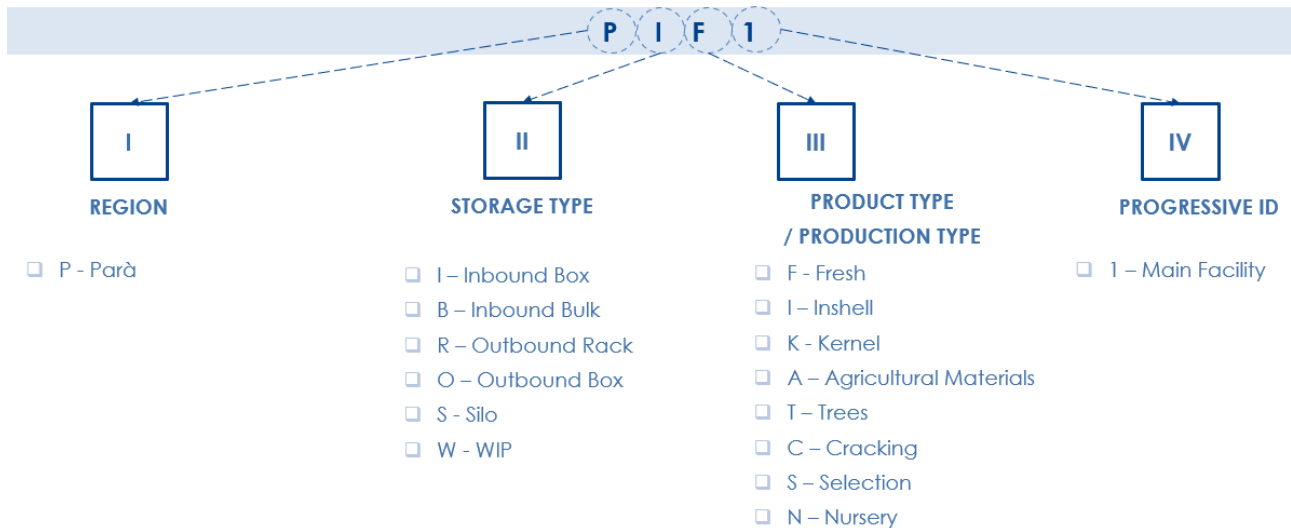 P I F 1
I
REGION
P - Parà
II
STORAGE TYPE
I – Inbound Box
B – Inbound Bulk
R – Outbound Rack
O – Outbound Box
S - Silo
W - WIP
III
PRODUCT TYPE
/ PRODUCTION TYPE
F - Fresh
I – Inshell
K - Kernel
A – Agricultural Materials
T – Trees
C – Cracking
S – Selection
N – Nursery
IV
PROGRESSIVE ID
1 – Main Facility